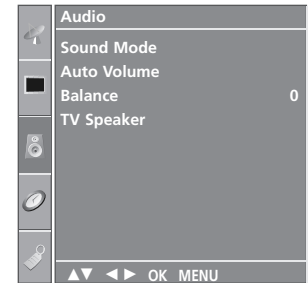 Audio
Sound Mode
Auto Volume
Balance 0
TV Speaker
▲▼ ◄► OK MENU